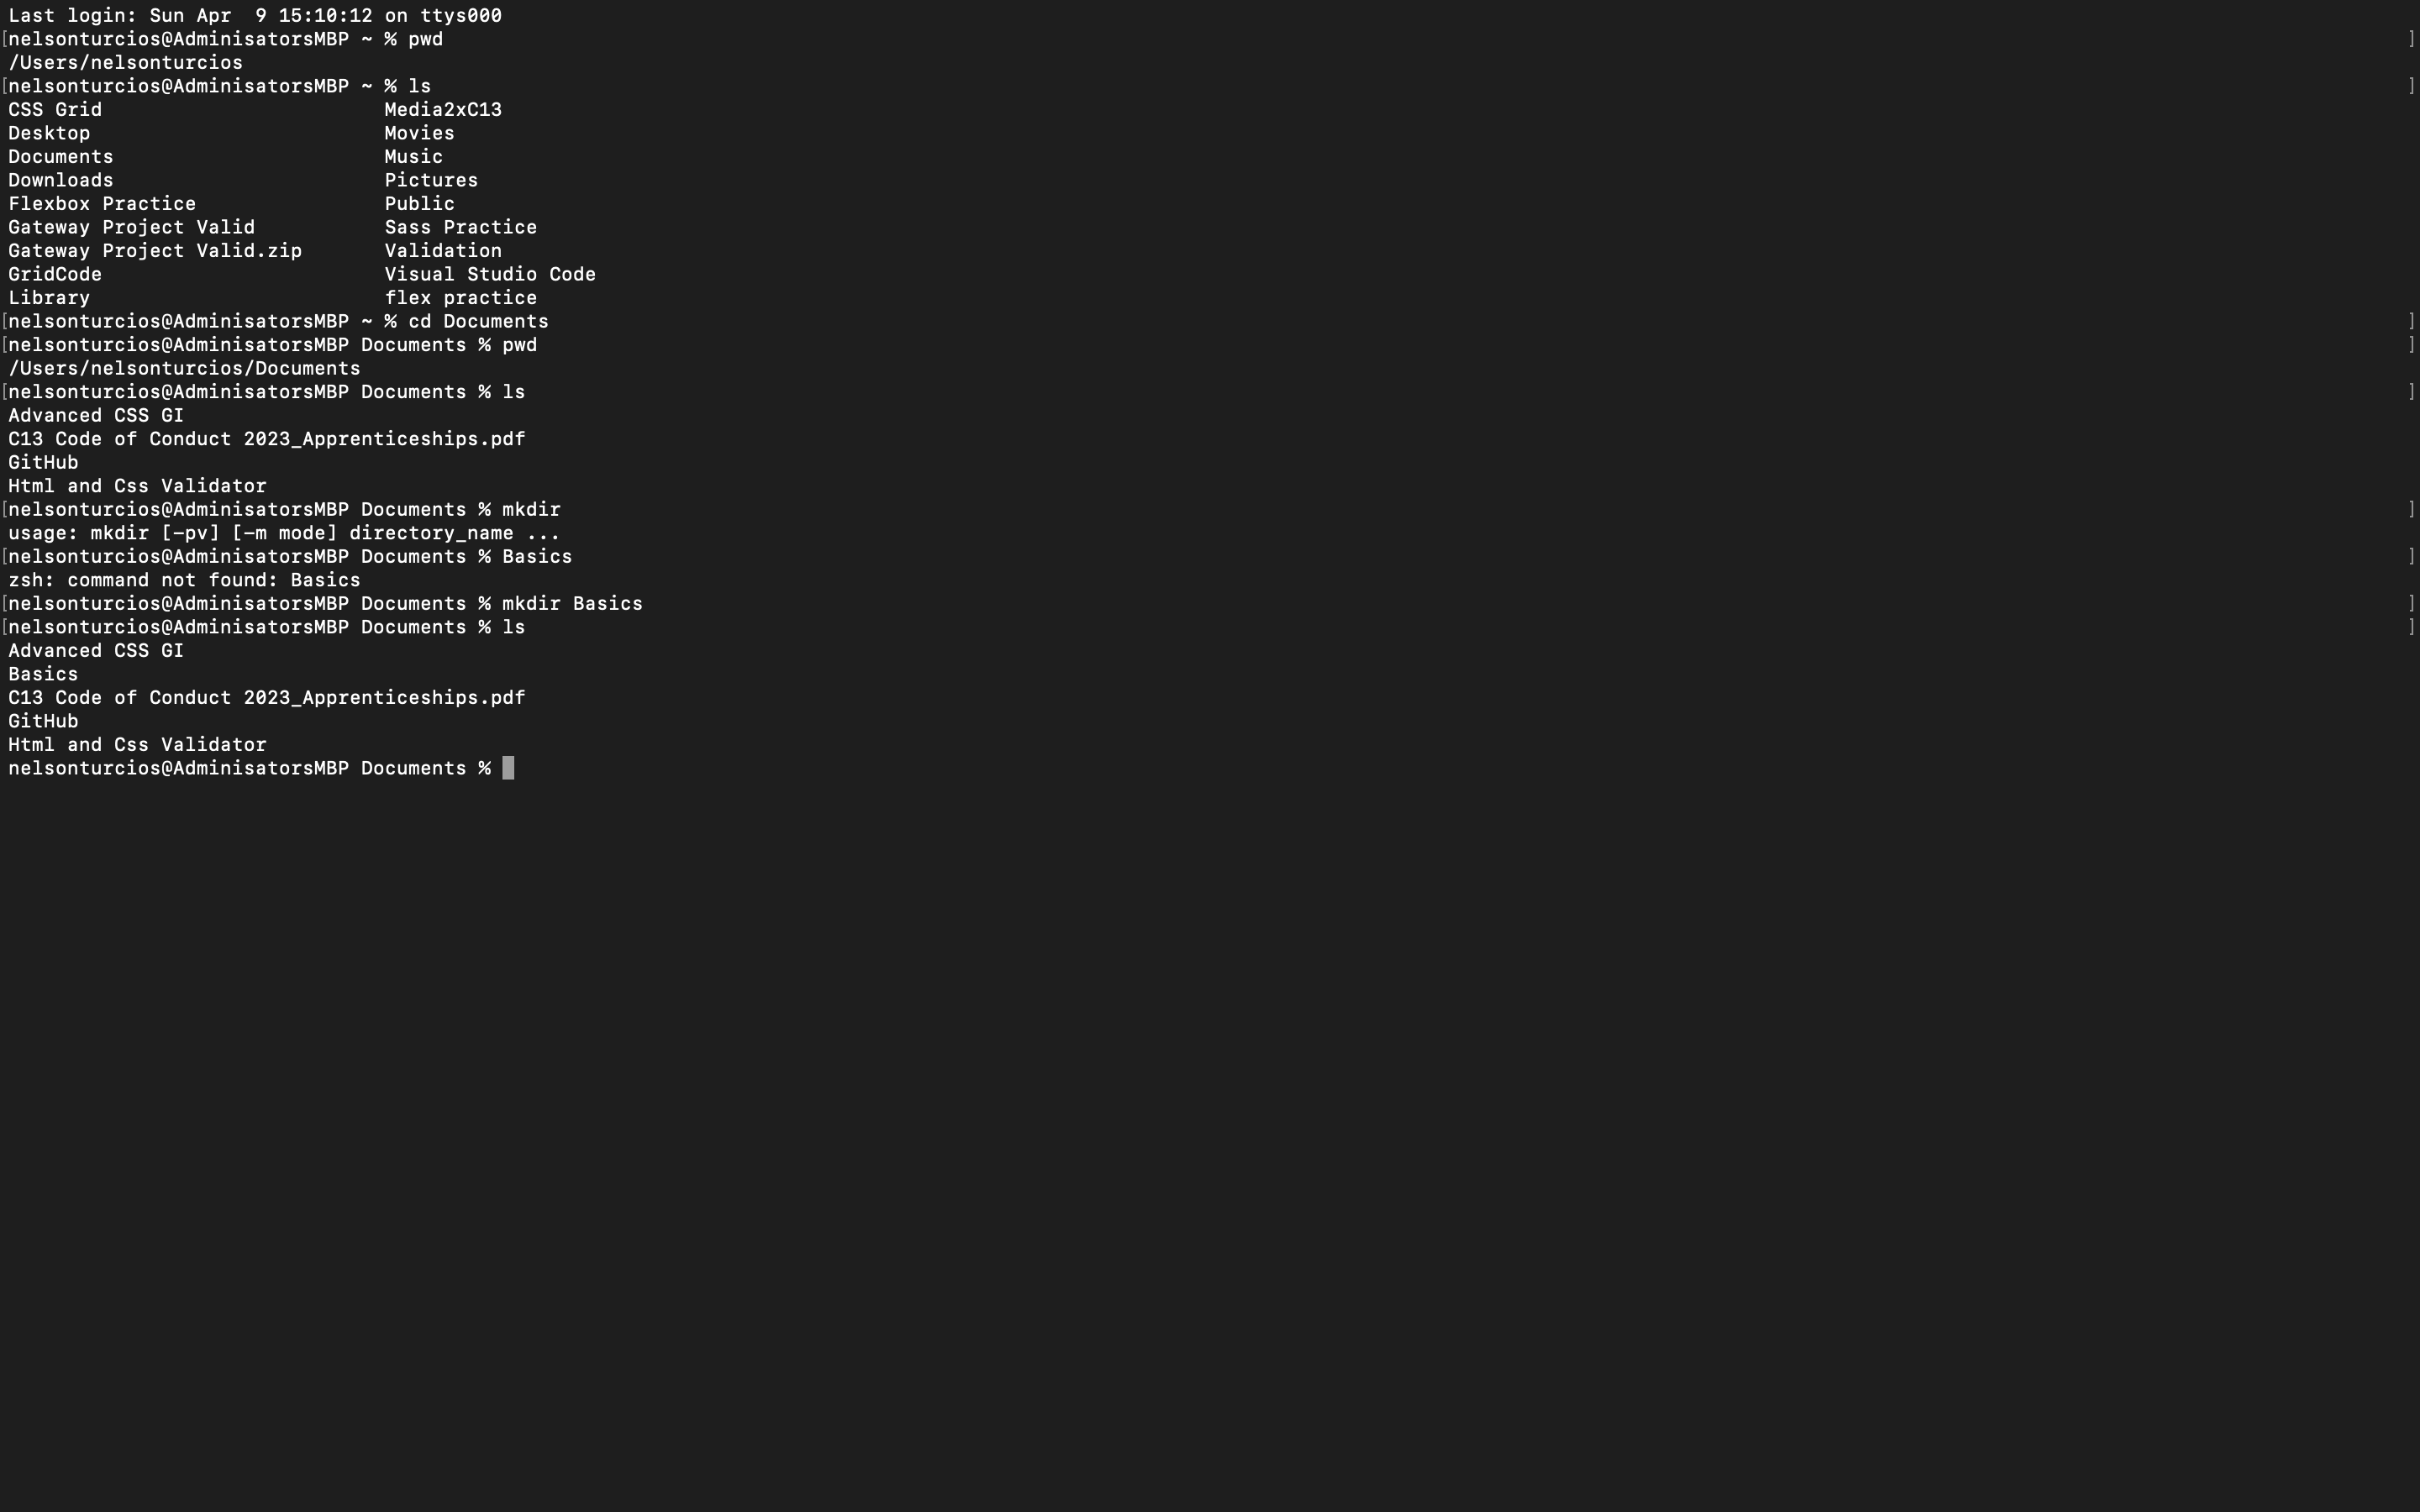 Last login: Sun Apr  9 15:10:12 on ttys000
[nelsonturcios@AdminisatorsMBP ~ % pwd ]
/Users/nelsonturcios
[nelsonturcios@AdminisatorsMBP ~ % ls ]
CSS Grid                        Media2xC13
Desktop                         Movies
Documents                       Music
Downloads                       Pictures
Flexbox Practice                Public
Gateway Project Valid           Sass Practice
Gateway Project Valid.zip       Validation
GridCode                        Visual Studio Code
Library                         flex practice
[nelsonturcios@AdminisatorsMBP ~ % cd Documents ]
[nelsonturcios@AdminisatorsMBP Documents % pwd ]
/Users/nelsonturcios/Documents
[nelsonturcios@AdminisatorsMBP Documents % ls ]
Advanced CSS GI
C13 Code of Conduct 2023_Apprenticeships.pdf
GitHub
Html and Css Validator
[nelsonturcios@AdminisatorsMBP Documents % mkdir ]
usage: mkdir [-pv] [-m mode] directory_name ...
[nelsonturcios@AdminisatorsMBP Documents % Basics ]
zsh: command not found: Basics
[nelsonturcios@AdminisatorsMBP Documents % mkdir Basics ]
[nelsonturcios@AdminisatorsMBP Documents % ls ]
Advanced CSS GI
Basics
C13 Code of Conduct 2023_Apprenticeships.pdf
GitHub
Html and Css Validator
nelsonturcios@AdminisatorsMBP Documents %